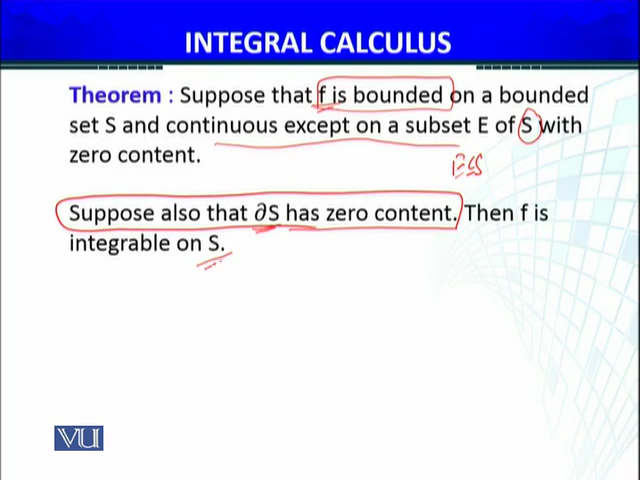 INTEGRAL CALCULUS
Theorem : Suppose that f is bounded on a bounded
set S and continuous except on a subset E of S with
zero content.
E⊂S
Suppose also that ∂S has zero content. Then f is
integrable on S.
VU